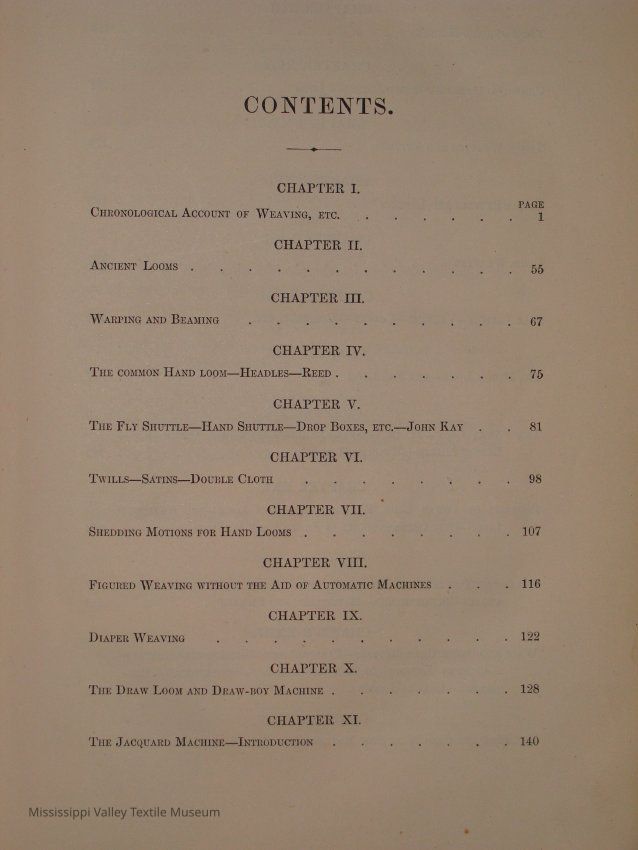 CONTENTS.
CHAPTER I.
PAGE
CHRONOLOGICAL ACCOUNT OF WEAVING, ETC. . . . . . . 1
CHAPTER II.
ANCIENT LOOMS . . . . . . . . . . . . 55
CHAPTER III.
WARPING AND BEAMING . . . . . . . . . . 67
CHAPTER IV.
THE COMMON HAND LOOM—HEADLES—REED . . . . . . . 75
CHAPTER V.
THE FLY SHUTTLE—HAND SHUTTLE—DROP BOXES, ETC.—JOHN KAY . . 81
CHAPTER VI.
TWILLS—SATINS—DOUBLE CLOTH . . . . . . . . 98
CHAPTER VII.
SHEDDING MOTIONS FOR HAND LOOMS . . . . . . . . 107
CHAPTER VIII.
FIGURED WEAVING WITHOUT THE AID OF AUTOMATIC MACHINES . . . 116
CHAPTER IX.
DIAPER WEAVING . . . . . . . . . . . 122
CHAPTER X.
THE DRAW LOOM AND DRAW-BOY MACHINE . . . . . . . 128
CHAPTER XI.
THE JACQUARD MACHINE—INTRODUCTION . . . . . . . 140
Mississippi Valley Textile Museum